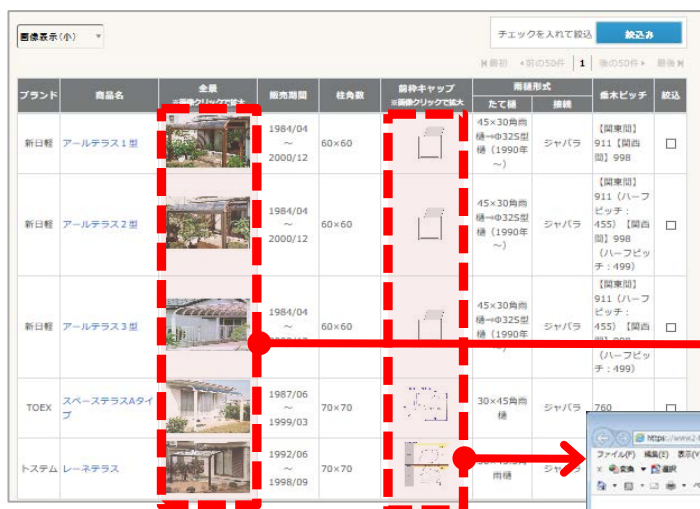 画像表示(小)
チェックを入れて絞込
絞込み
最初 前の50件 1 後の50件 最後
ブランド 商品名 全景 販売期間 柱角数 前枠キャップ 雨樋形式 垂木ピッチ 絞込
※画像クリックで拡大 ※画像クリックで拡大 たて樋 接続
新日軽 アールテラス1型 1984/04 ～ 2000/12 60×60 45×30角雨樋→Φ32S型樋（1990年～） ジャバラ 【関東間】911【関西間】998
新日軽 アールテラス2型 1984/04 ～ 2000/12 60×60 45×30角雨樋→Φ32S型樋（1990年～） ジャバラ 【関東間】911（ハーフピッチ：455）【関西間】998（ハーフピッチ：499）
新日軽 アールテラス3型 1984/04 ～ 60×60 45×30角雨樋→Φ32S型樋（1990年 ジャバラ 【関東間】911（ハーフピッチ：455）【関西 （ハーフピッチ：499）
TOEX スペーステラスAタイプ 1987/06 ～ 1999/03 70×70 30×45角雨樋 ジャバラ 760
トステム レーネテラス 1992/06 ～ 1998/09 70×70 雨樋
https://www2
ファイル(F) 編集(E) 表示(V
x 変換 選択